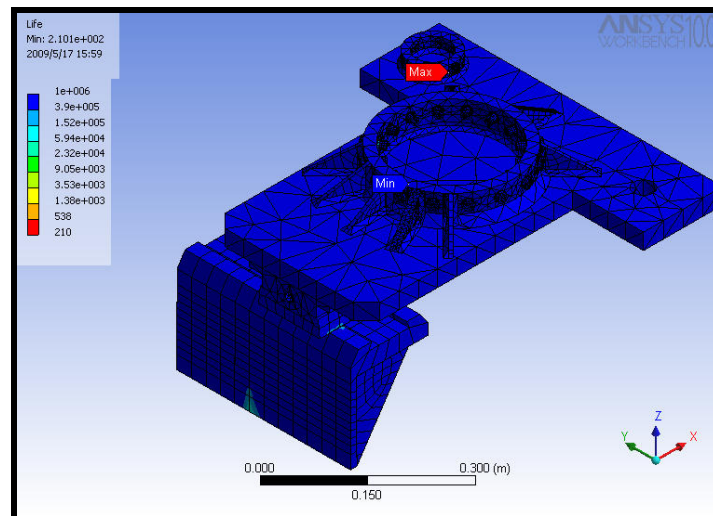 Life
Min: 2.101e+002
2009/5/17 15:59
ANSYS 10.0
WORKBENCH
1e+006
3.9e+005
1.52e+005
5.94e+004
2.32e+004
9.05e+003
3.53e+003
1.38e+003
538
210
Max
Min
Z
Y
X
0.000
0.300 (m)
0.150